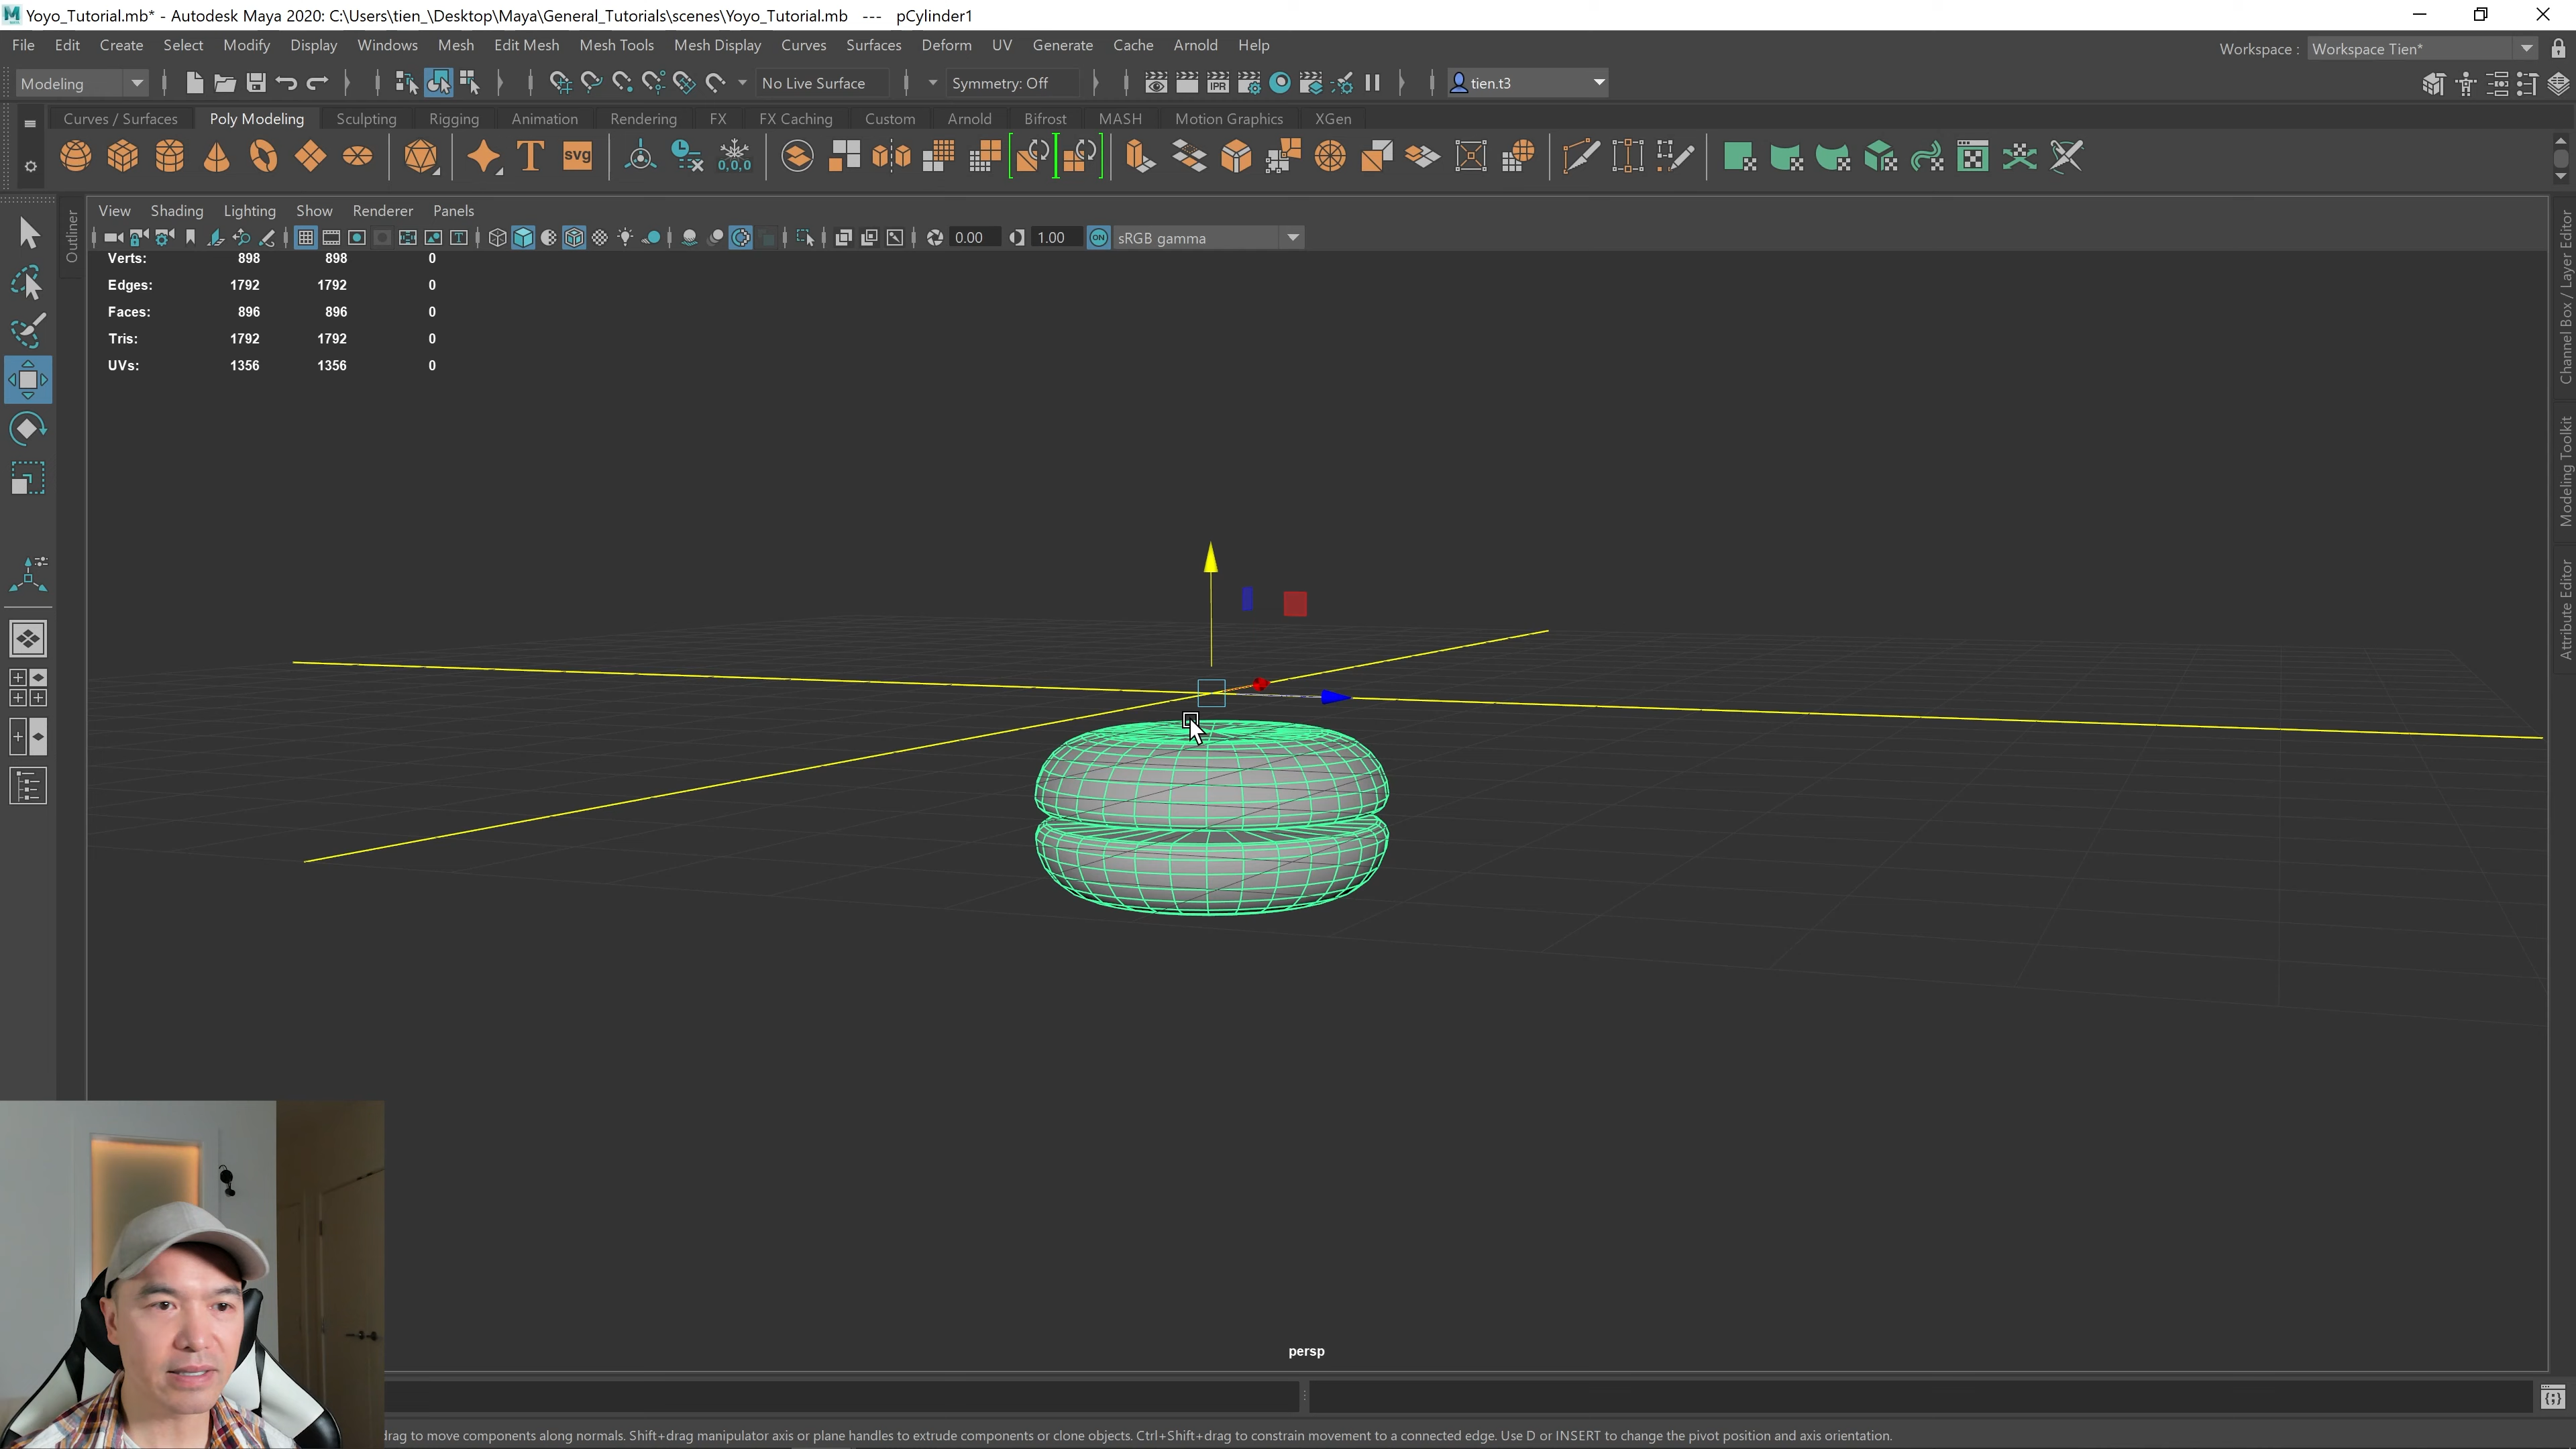 Yoyo_Tutorial.mb* - Autodesk Maya 2020: C:\Users\tien_\Desktop\Maya\General_Tutorials\scenes\Yoyo_Tutorial.mb   ---   pCylinder1
File Edit Create Select Modify Display Windows Mesh Edit Mesh Mesh Tools Mesh Display Curves Surfaces Deform UV Generate Cache Arnold Help
Workspace : Workspace Tien*
Modeling No Live Surface Symmetry: Off IPR tien.t3
Curves / Surfaces Poly Modeling Sculpting Rigging Animation Rendering FX FX Caching Custom Arnold Bifrost MASH Motion Graphics XGen
T svg 0,0,0
View Shading Lighting Show Renderer Panels
0.00 1.00 ON sRGB gamma
Outliner
Verts: 898 898 0
Edges: 1792 1792 0
Faces: 896 896 0
Tris: 1792 1792 0
UVs: 1356 1356 0
Channel Box / Layer Editor
Modeling Toolkit
Attribute Editor
persp
drag to move components along normals. Shift+drag manipulator axis or plane handles to extrude components or clone objects. Ctrl+Shift+drag to constrain movement to a connected edge. Use D or INSERT to change the pivot position and axis orientation.